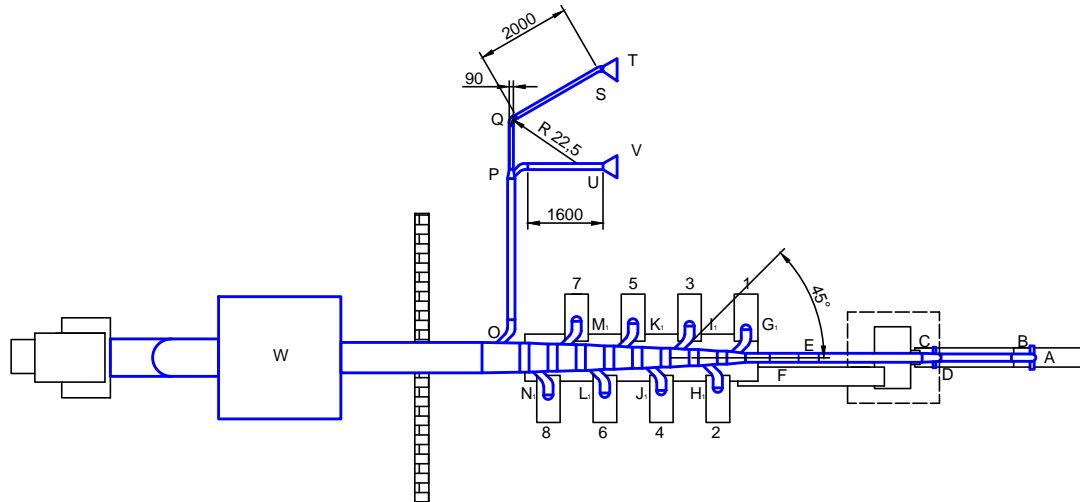 2000
T
90
S
Q
R 22,5
V
P
U
1600
7
5
3
1
45°
O
M₁
K₁
I₁
G₁
E
C
B
A
W
F
D
N₁
L₁
J₁
H₁
8
6
4
2